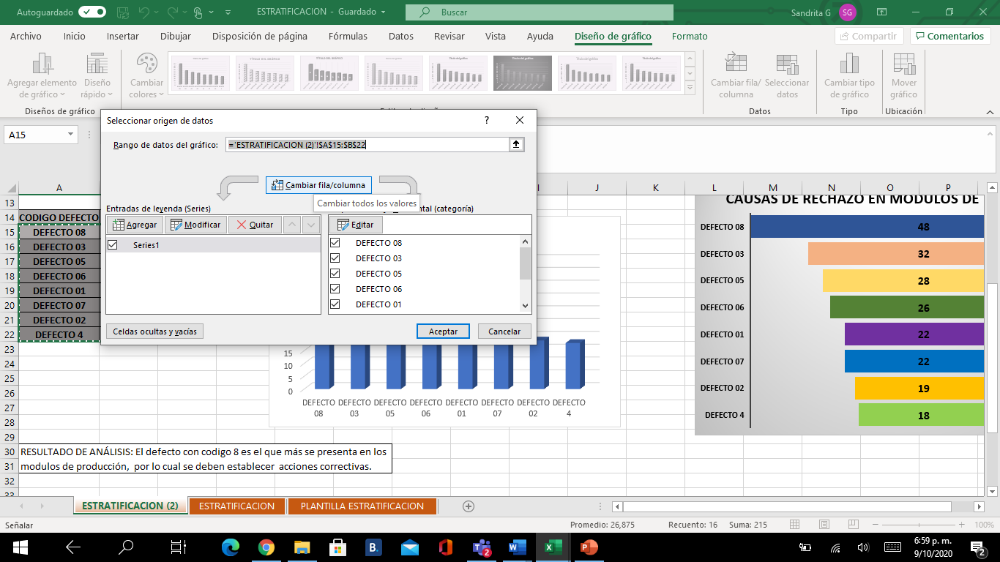 Autoguardado
ESTRATIFICACION - Guardado
Buscar
Sandrita G
SG
Archivo Inicio Insertar Dibujar Disposición de página Fórmulas Datos Revisar Vista Ayuda Diseño de gráfico Formato
Compartir
Comentarios
Agregar elemento de gráfico
Diseño rápido
Cambiar colores
Cambiar fila/ columna
Seleccionar datos
Cambiar tipo de gráfico
Mover gráfico
Diseños de gráfico
Datos
Tipo
Ubicación
A15
Seleccionar origen de datos
?
Rango de datos del gráfico:
='ESTRATIFICACION (2)'!$A$15:$B$22
Cambiar fila/columna
Cambiar todos los valores
Entradas de leyenda (Series)
ntal (categoría)
Agregar
Modificar
Quitar
Editar
Series1
DEFECTO 08
DEFECTO 03
DEFECTO 05
DEFECTO 06
DEFECTO 01
Celdas ocultas y vacías
Aceptar
Cancelar
A I J K L M N O P
13
14 CODIGO DEFECTO
15 DEFECTO 08
16 DEFECTO 03
17 DEFECTO 05
18 DEFECTO 06
19 DEFECTO 01
20 DEFECTO 07
21 DEFECTO 02
22 DEFECTO 4
23
24
25
26
27
28
29
30
31
32
33
15
10
5
0
DEFECTO 08
DEFECTO 03
DEFECTO 05
DEFECTO 06
DEFECTO 01
DEFECTO 07
DEFECTO 02
DEFECTO 4
CAUSAS DE RECHAZO EN MODULOS DE
DEFECTO 08 48
DEFECTO 03 32
DEFECTO 05 28
DEFECTO 06 26
DEFECTO 01 22
DEFECTO 07 22
DEFECTO 02 19
DEFECTO 4 18
RESULTADO DE ANÁLISIS: El defecto con codigo 8 es el que más se presenta en los
modulos de producción, por lo cual se deben establecer acciones correctivas.
ESTRATIFICACION (2)
ESTRATIFICACION
PLANTILLA ESTRATIFICACION
Señalar
Promedio: 26,875
Recuento: 16
Suma: 215
100%
B.
2
6:59 p. m.
9/10/2020
2